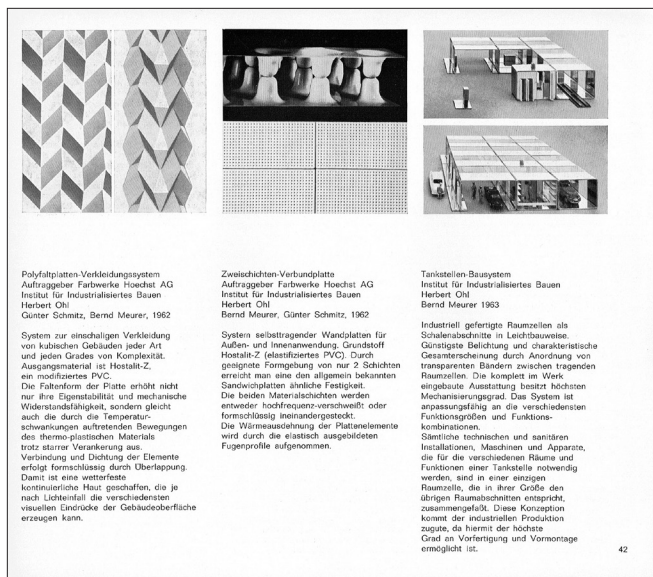 Polyfaltplatten-Verkleidungssystem
Auftraggeber Farbwerke Hoechst AG
Institut für Industrialisiertes Bauen
Herbert Ohl
Günter Schmitz, Bernd Meurer, 1962
System zur einschaligen Verkleidung
von kubischen Gebäuden jeder Art
und jeden Grades von Komplexität.
Ausgangsmaterial ist Hostalit-Z,
ein modifiziertes PVC.
Die Faltenform der Platte erhöht nicht
nur ihre Eigenstabilität und mechanische
Widerstandsfähigkeit, sondern gleicht
auch die durch die Temperatur-
schwankungen auftretenden Bewegungen
des thermo-plastischen Materials
trotz starrer Verankerung aus.
Verbindung und Dichtung der Elemente
erfolgt formschlüssig durch Überlappung.
Damit ist eine wetterfeste
kontinuierliche Haut geschaffen, die je
nach Lichteinfall die verschiedensten
visuellen Eindrücke der Gebäudeoberfläche
erzeugen kann.
Zweischichten-Verbundplatte
Auftraggeber Farbwerke Hoechst AG
Institut für Industrialisiertes Bauen
Herbert Ohl
Bernd Meurer, Günter Schmitz, 1962
System selbsttragender Wandplatten für
Außen- und Innenanwendung. Grundstoff
Hostalit-Z (elastifiziertes PVC). Durch
geeignete Formgebung von nur 2 Schichten
erreicht man eine den allgemein bekannten
Sandwichplatten ähnliche Festigkeit.
Die beiden Materialschichten werden
entweder hochfrequenz-verschweißt oder
formschlüssig ineinandergesteckt.
Die Wärmeausdehnung der Plattenelemente
wird durch die elastisch ausgebildeten
Fugenprofile aufgenommen.
Tankstellen-Bausystem
Institut für Industrialisiertes Bauen
Herbert Ohl
Bernd Meurer 1963
Industriell gefertigte Raumzellen als
Schalenabschnitte in Leichtbauweise.
Günstigste Belichtung und charakteristische
Gesamterscheinung durch Anordnung von
transparenten Bändern zwischen tragenden
Raumzellen. Die komplett im Werk
eingebaute Ausstattung besitzt höchsten
Mechanisierungsgrad. Das System ist
anpassungsfähig an die verschiedensten
Funktionsgrößen und Funktions-
kombinationen.
Sämtliche technischen und sanitären
Installationen, Maschinen und Apparate,
die für die verschiedenen Räume und
Funktionen einer Tankstelle notwendig
werden, sind in einer einzigen
Raumzelle, die in ihrer Größe den
übrigen Raumabschnitten entspricht,
zusammengefaßt. Diese Konzeption
kommt der industriellen Produktion
zugute, da hiermit der höchste
Grad an Vorfertigung und Vormontage
ermöglicht ist.
42